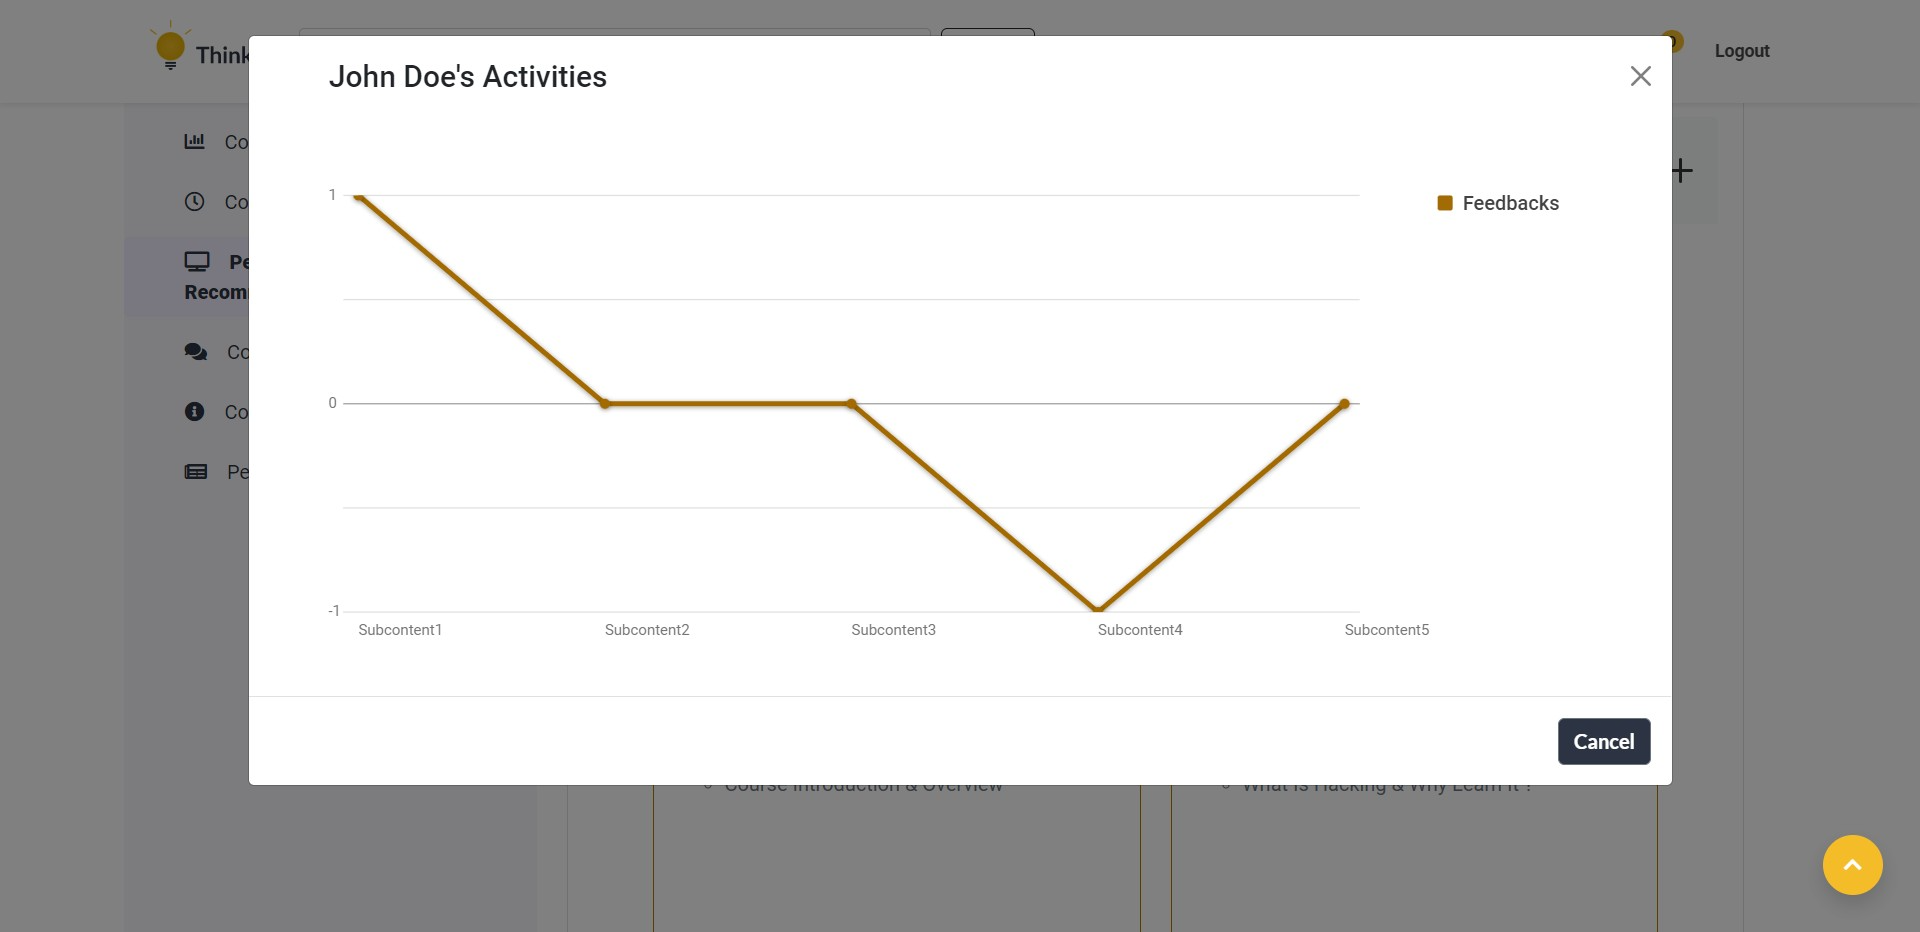 Think
Logout
John Doe's Activities
Co
Co
Pe
Recom
Co
Co
Pe
1
0
-1
Subcontent1
Subcontent2
Subcontent3
Subcontent4
Subcontent5
Feedbacks
Cancel
Course Introduction & Overview
What Is Hacking & Why Learn It ?